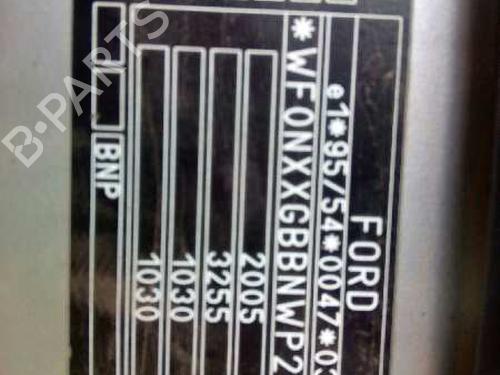 FORD
e1*95/54*0047*03
*WF0NXXGBBNWP2
2005
3255
1030
1030
BNP
B-PARTS